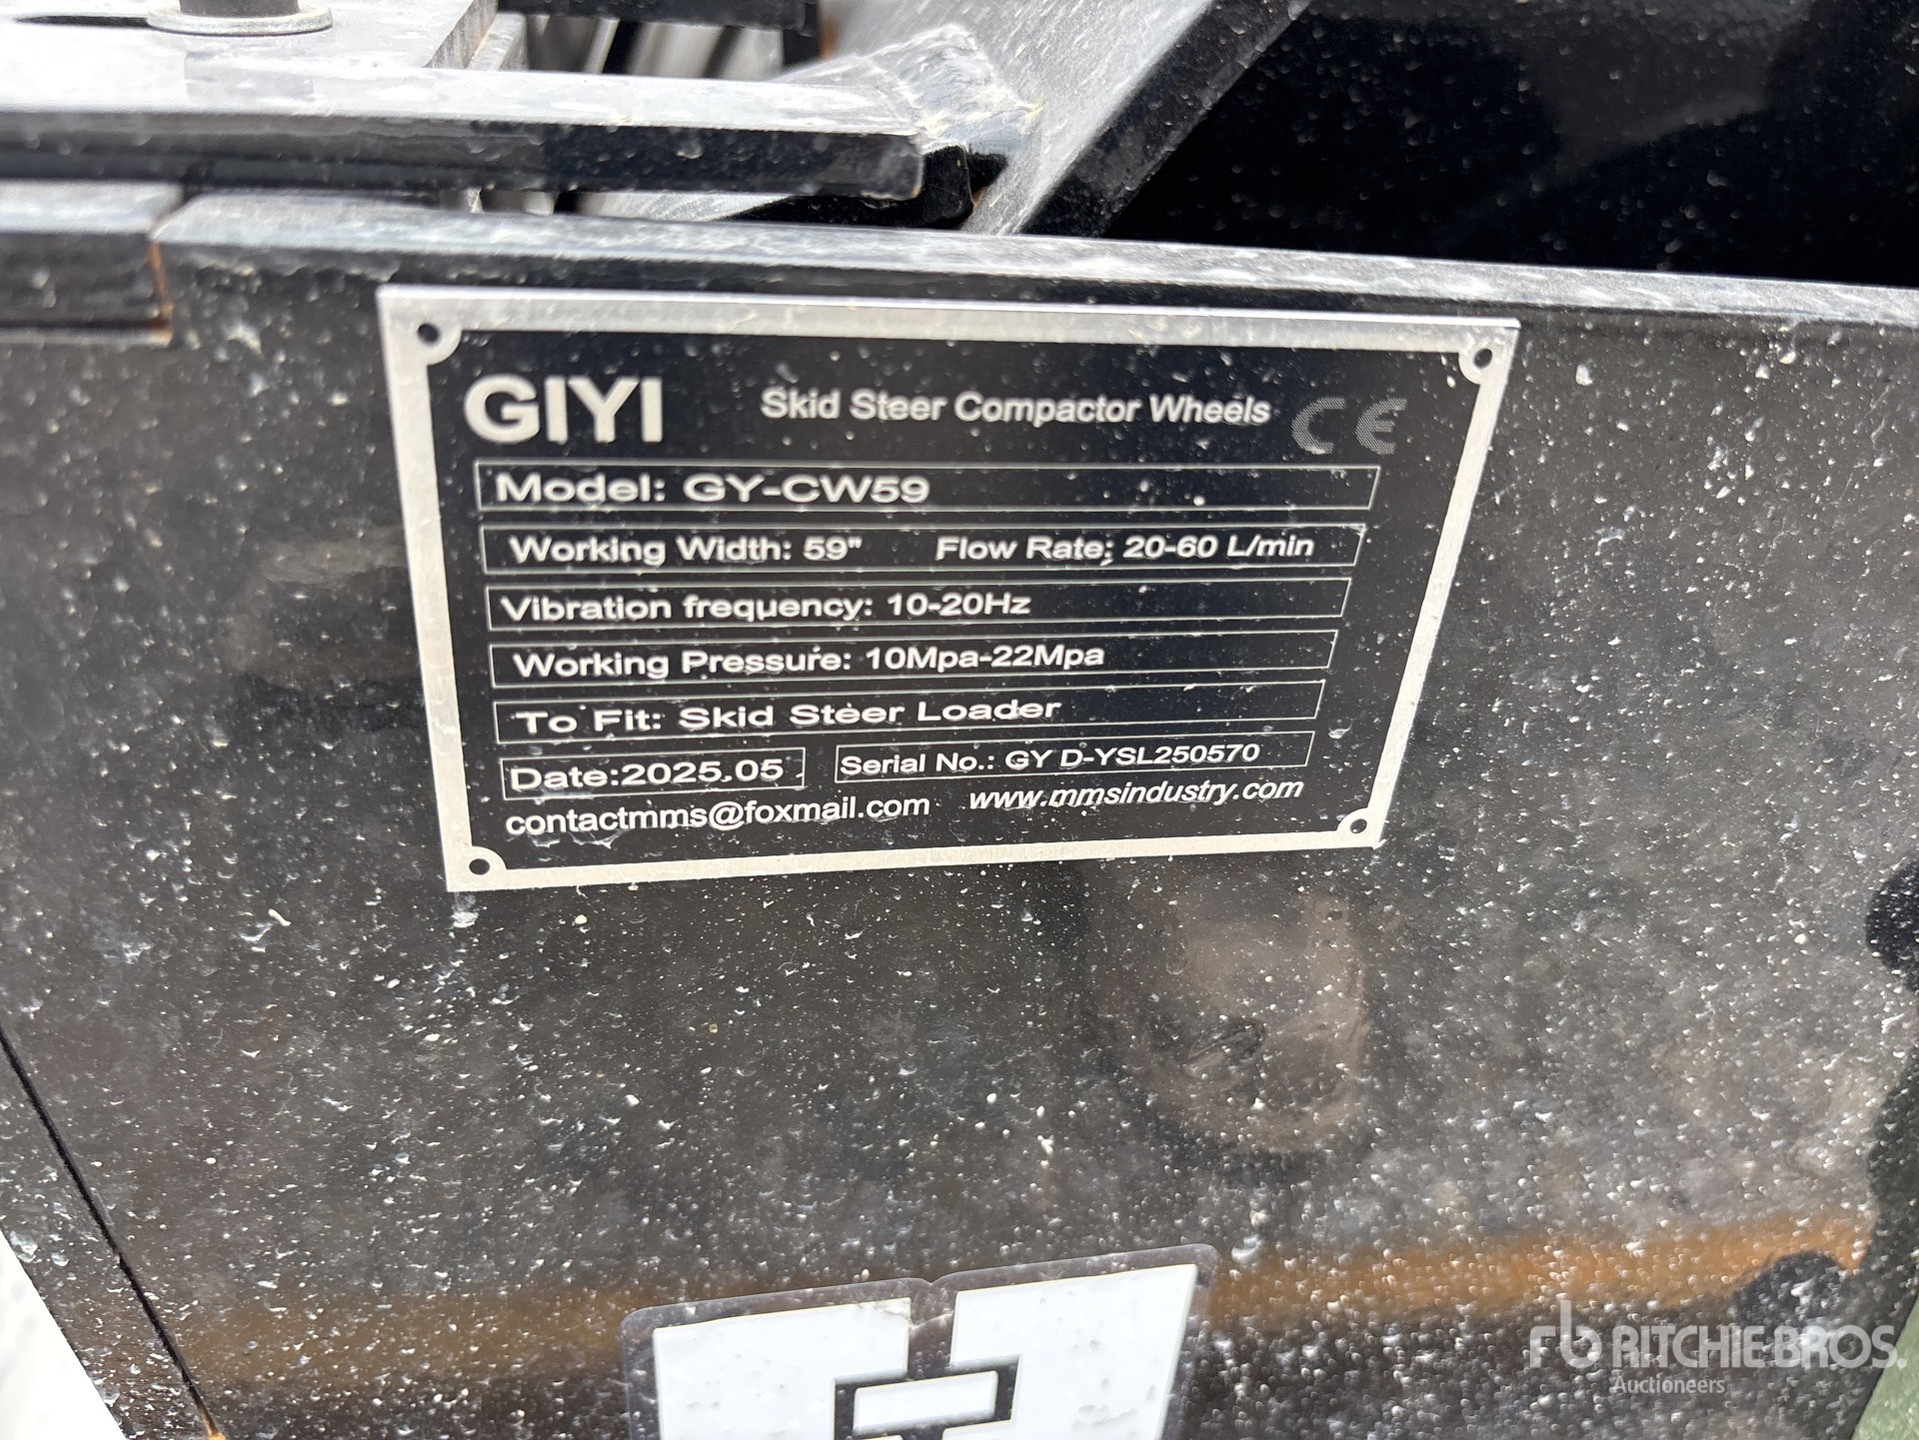 GIYI Skid Steer Compactor Wheels CE
Model: GY-CW59
Working Width: 59" Flow Rate: 20-60 L/min
Vibration frequency: 10-20Hz
Working Pressure: 10Mpa-22Mpa
To Fit: Skid Steer Loader
Date:2025.05 Serial No.: GY D-YSL250570
contactmms@foxmail.com www.mmsindustry.com
rb RITCHIE BROS.
Auctioneers